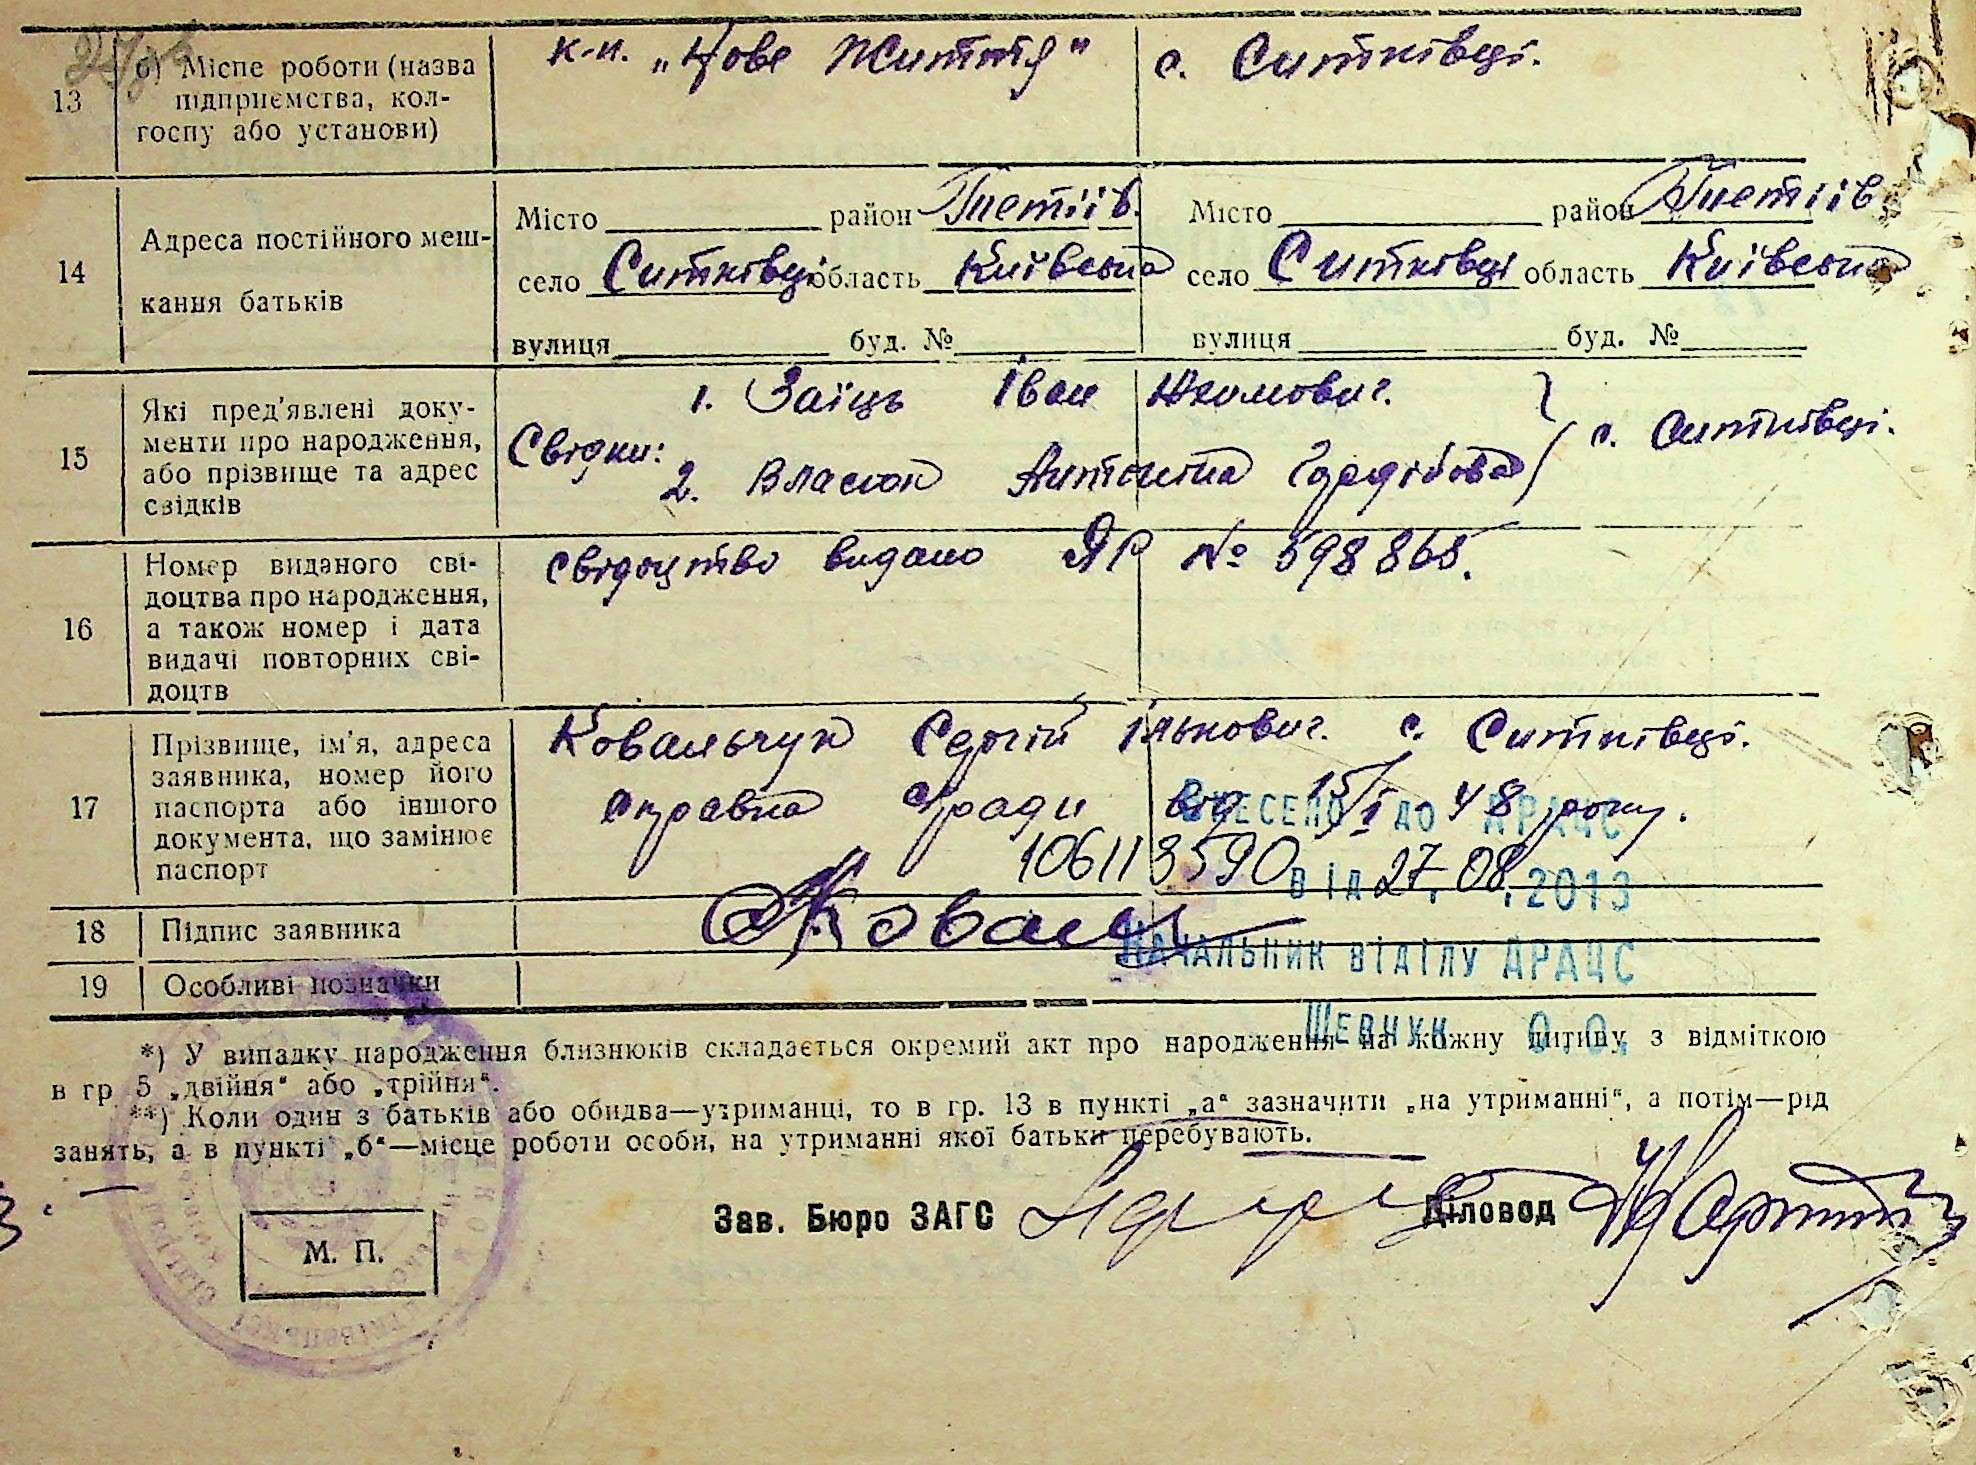 13
б) Місце роботи (назва підприємства, колгоспу або установи)
к-п. „Нове Життя" с. Ситківці.
14
Адреса постійного мешкання батьків
Місто район Тетіїв. Місто район Тетіїв
село Ситківці область Київська село Ситківці область Київська
вулиця буд. № вулиця буд. №
15
Які пред'явлені документи про народження, або прізвище та адрес свідків
1. Заїць Іван Якимович.
Свідки: с. Ситківці.
2. Власюк Антоніна
16
Номер виданого свідоцтва про народження, а також номер і дата видачі повторних свідоцтв
Свідоцтво видано ЯР № 598865.
17
Прізвище, ім'я, адреса заявника, номер його паспорта або іншого документа, що замінює паспорт
Ковальчук СергійІлькович. с. Ситківці.
Справка с/ради від 15/I 48 року.
Внесено до ДРАЦС
106113590 від 27.08.2013
18 Підпис заявника
Начальник відділу ДРАЦС
19 Особливі позначки
Шевчук О.О.
*) У випадку народження близнюків складається окремий акт про народження на кожну дитину з відміткою
в гр 5 „двійня" або „трійня".
**) Коли один з батьків або обидва—утриманці, то в гр. 13 в пункті „а" зазначити „на утриманні", а потім—рід
занять, а в пункті „б"—місце роботи особи, на утриманні якої батьки перебувають.
Зав. Бюро ЗАГС Діловод
М. П.